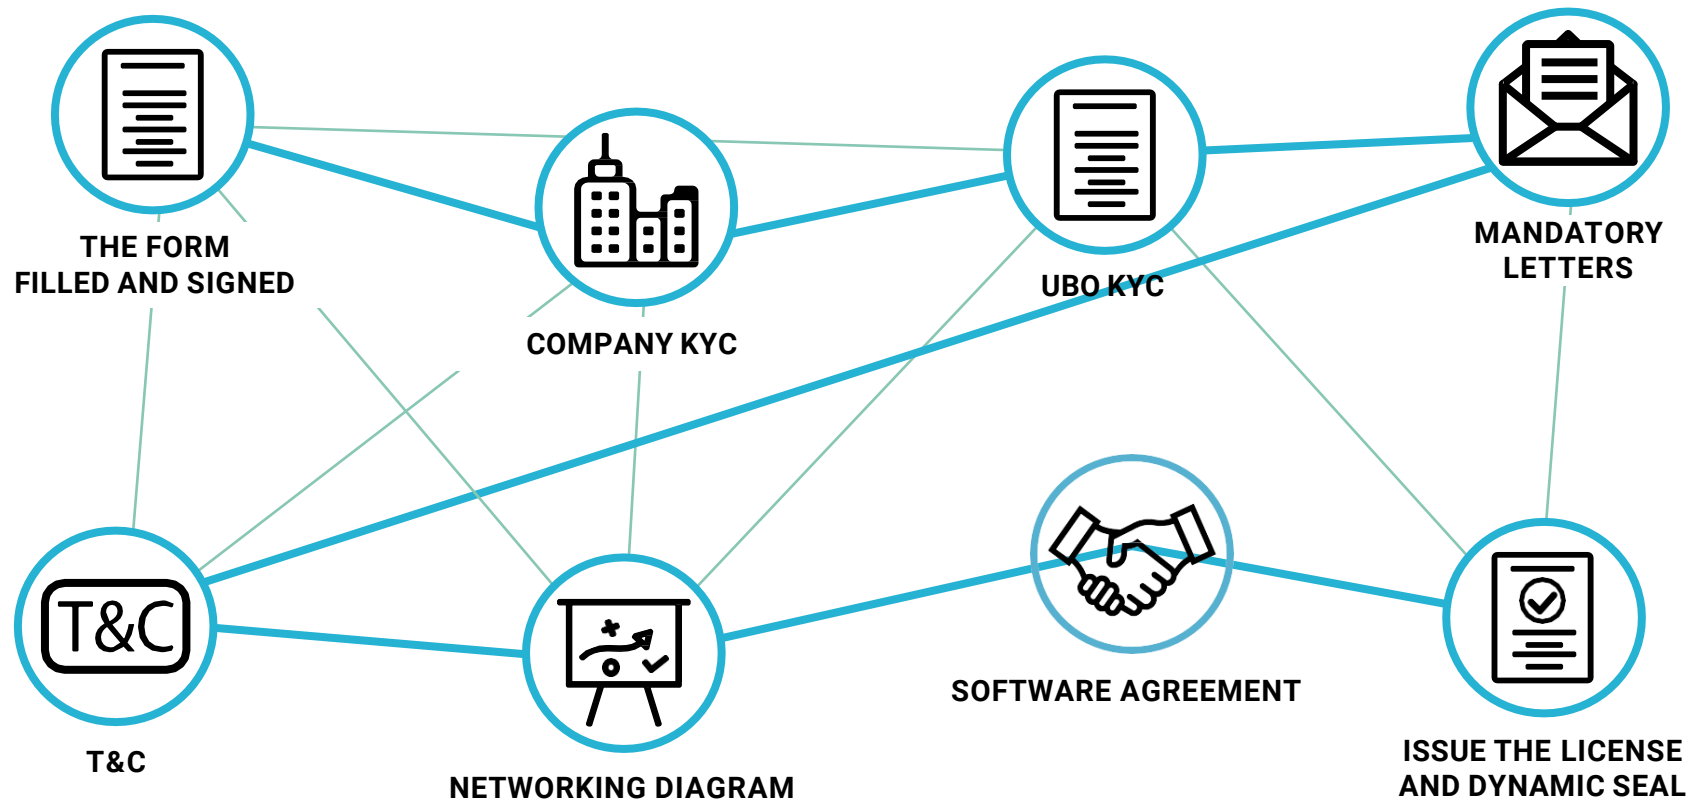 THE FORM
FILLED AND SIGNED
COMPANY KYC
UBO KYC
MANDATORY
LETTERS
T&C
T&C
NETWORKING DIAGRAM
SOFTWARE AGREEMENT
ISSUE THE LICENSE
AND DYNAMIC SEAL